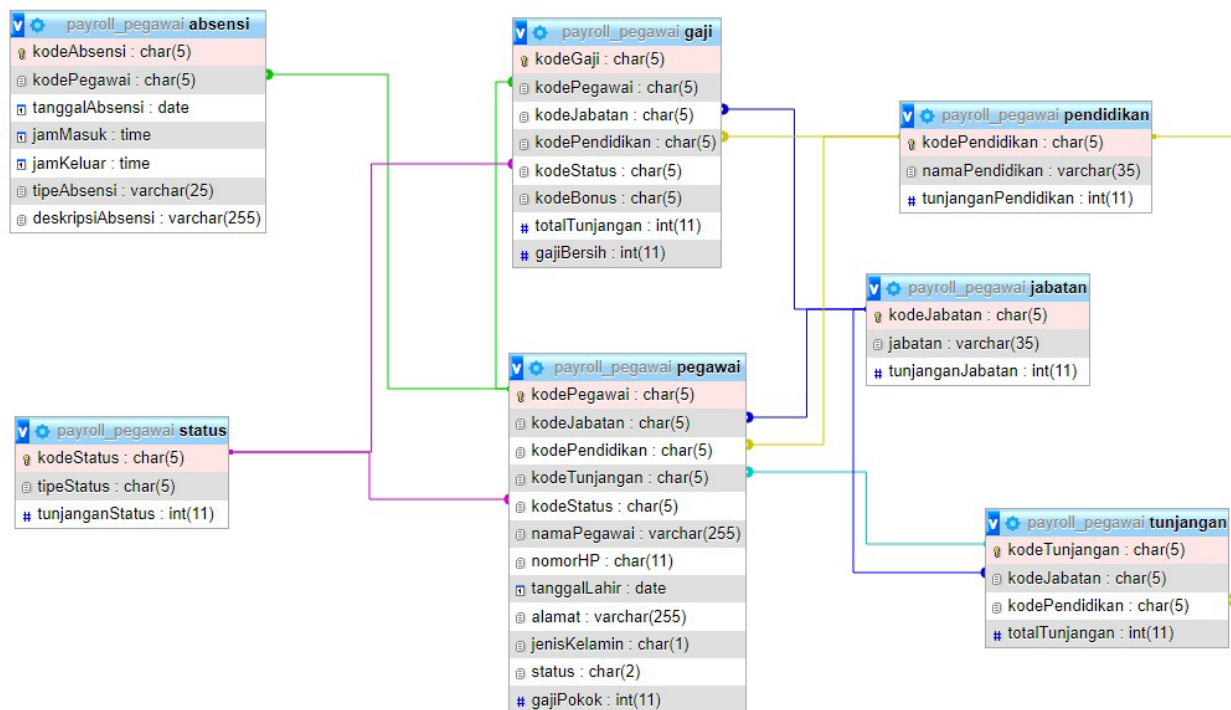 payroll_pegawai absensi
kodeAbsensi : char(5)
kodePegawai : char(5)
tanggalAbsensi : date
jamMasuk : time
jamKeluar : time
tipeAbsensi : varchar(25)
deskripsiAbsensi : varchar(255)
payroll_pegawai gaji
kodeGaji : char(5)
kodePegawai : char(5)
kodeJabatan : char(5)
kodePendidikan : char(5)
kodeStatus : char(5)
kodeBonus : char(5)
# totalTunjangan : int(11)
# gajiBersih : int(11)
payroll_pegawai pendidikan
kodePendidikan : char(5)
namaPendidikan : varchar(35)
# tunjanganPendidikan : int(11)
payroll_pegawai jabatan
kodeJabatan : char(5)
jabatan : varchar(35)
# tunjanganJabatan : int(11)
payroll_pegawai pegawai
kodePegawai : char(5)
kodeJabatan : char(5)
kodePendidikan : char(5)
kodeTunjangan : char(5)
kodeStatus : char(5)
namaPegawai : varchar(255)
nomorHP : char(11)
tanggalLahir : date
alamat : varchar(255)
jenisKelamin : char(1)
status : char(2)
# gajiPokok : int(11)
payroll_pegawai status
kodeStatus : char(5)
tipeStatus : char(5)
# tunjanganStatus : int(11)
payroll_pegawai tunjangan
kodeTunjangan : char(5)
kodeJabatan : char(5)
kodePendidikan : char(5)
# totalTunjangan : int(11)